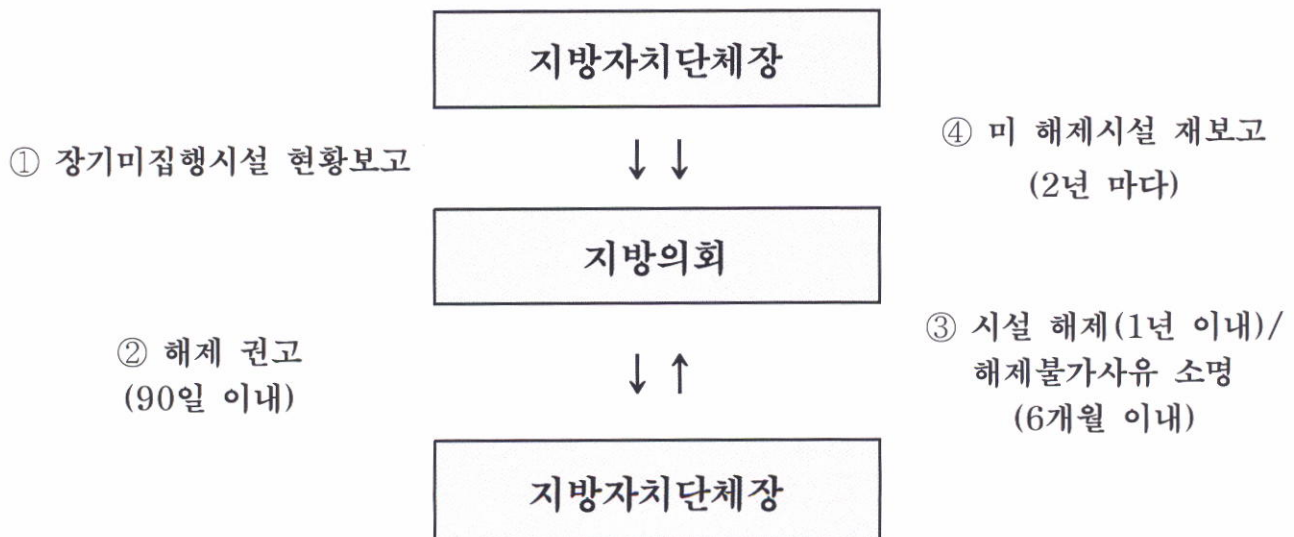 지방자치단체장
① 장기미집행시설 현황보고
↓ ↓
④ 미 해제시설 재보고
(2년 마다)
지방의회
② 해제 권고
(90일 이내)
↓ ↑
③ 시설 해제(1년 이내)/
해제불가사유 소명
(6개월 이내)
지방자치단체장